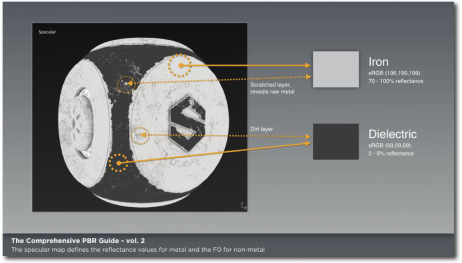 Specular
Iron
sRGB (196,199,199)
70 - 100% reflectance
Scratched layer,
reveals raw metal
Dirt layer
Dielectric
sRGB (59,59,59)
2 - 5% reflectance
The Comprehensive PBR Guide - vol. 2
The specular map defines the reflectance values for metal and the F0 for non-metal